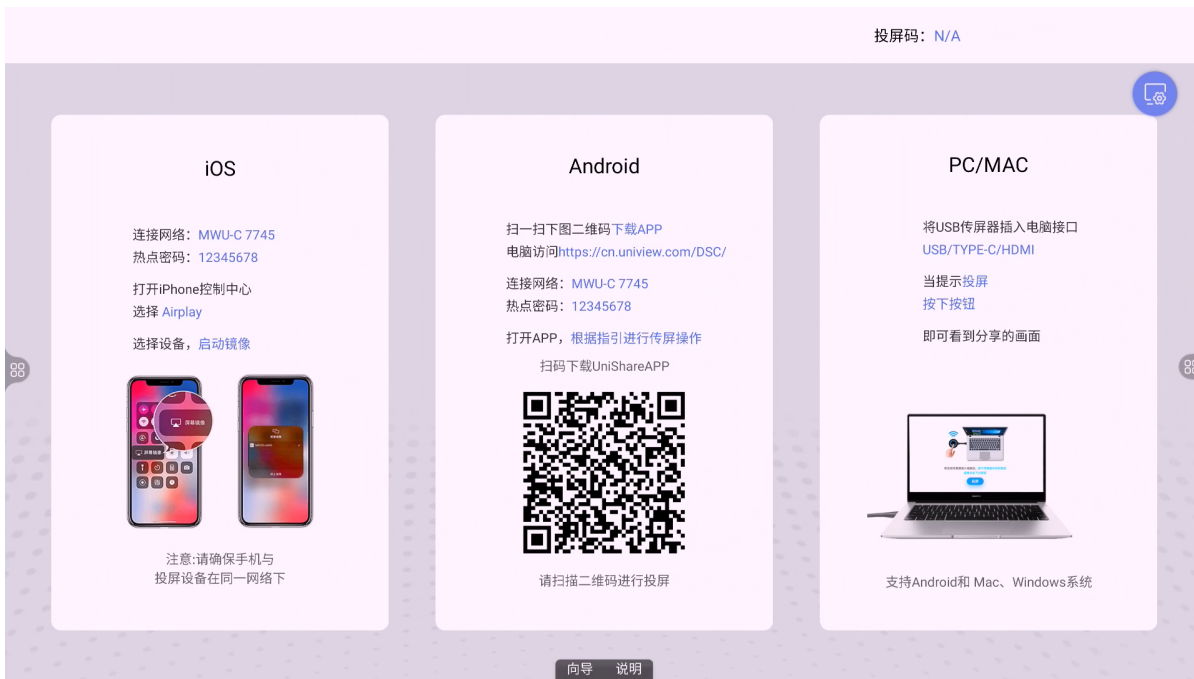 投屏码：N/A
iOS
连接网络：MWU-C 7745
热点密码：12345678
打开iPhone控制中心
选择 Airplay
选择设备，启动镜像
屏幕镜像
屏幕镜像
注意:请确保手机与
投屏设备在同一网络下
Android
扫一扫下图二维码下载APP
电脑访问https://cn.uniview.com/DSC/
连接网络：MWU-C 7745
热点密码：12345678
打开APP，根据指引进行传屏操作
扫码下载UniShareAPP
请扫描二维码进行投屏
PC/MAC
将USB传屏器插入电脑接口
USB/TYPE-C/HDMI
当提示投屏
按下按钮
即可看到分享的画面
支持Android和 Mac、Windows系统
向导 说明